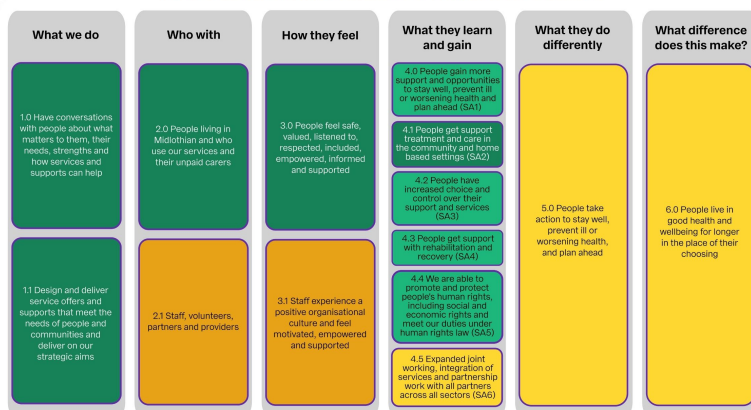 What we do
1.0 Have conversations
with people about what
matters to them, their
needs, strengths and
how services and
supports can help
1.1 Design and deliver
service offers and
supports that meet the
needs of people and
communities and
deliver on our
strategic aims
Who with
2.0 People living in
Midlothian and who
use our services and
their unpaid carers
2.1 Staff, volunteers,
partners and providers
How they feel
3.0 People feel safe,
valued, listened to,
respected, included,
empowered, informed
and supported
3.1 Staff experience a
positive organisational
culture and feel
motivated, empowered
and supported
What they learn
and gain
4.0 People gain more
support and opportunities
to stay well, prevent ill
or worsening health and
plan ahead (SA1)
4.1 People get support
treatment and care in
the community and home
based settings (SA2)
4.2 People have
increased choice and
control over their
support and services
(SA3)
4.3 People get support
with rehabilitation and
recovery (SA4)
4.4 We are able to
promote and protect
people's human rights,
including social and
economic rights and
meet our duties under
human rights law (SA5)
4.5 Expanded joint
working, integration of
services and partnership
work with all partners
across all sectors (SA6)
What they do
differently
5.0 People take
action to stay well,
prevent ill or
worsening health,
and plan ahead
What difference
does this make?
6.0 People live in
good health and
wellbeing for longer
in the place of their
choosing